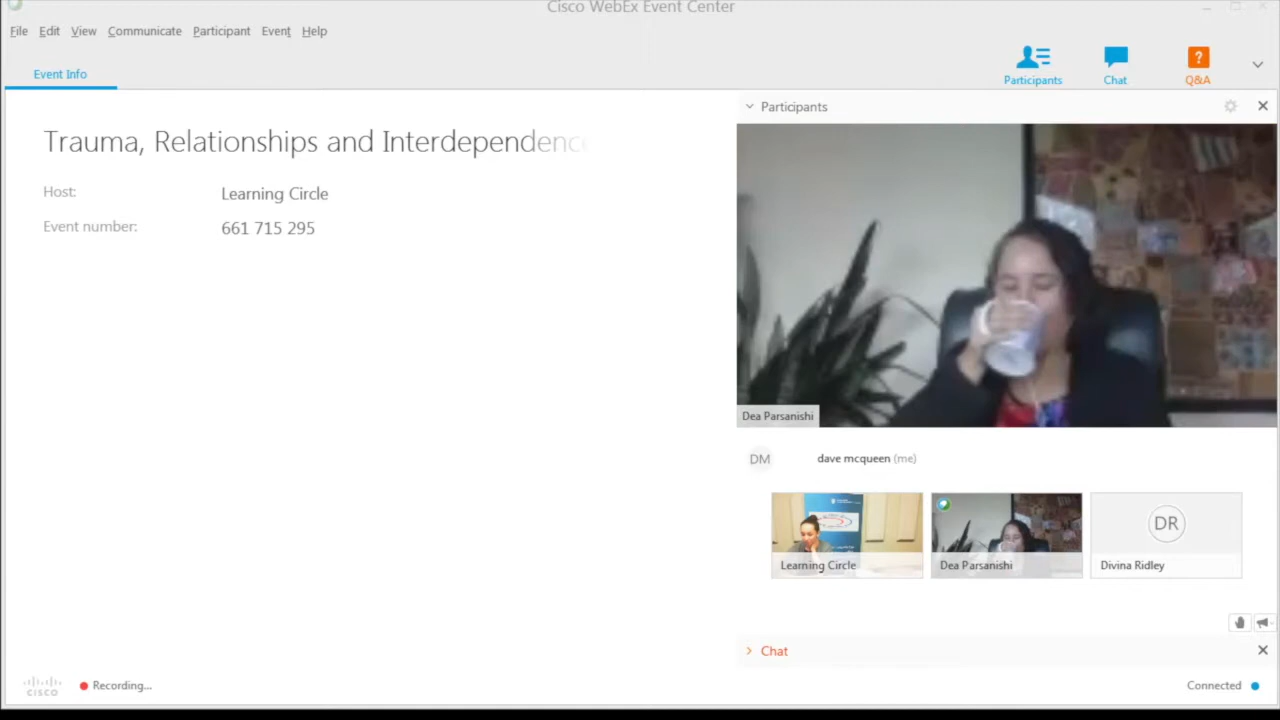 Cisco WebEx Event Center
File Edit View Communicate Participant Event Help
Participants Chat ? Q&A
Event Info
Participants
Trauma, Relationships and Interdependenc
Host: Learning Circle
Event number: 661 715 295
Dea Parsanishi
DM dave mcqueen (me)
DR
Learning Circle Dea Parsanishi Divina Ridley
Chat
CISCO Recording... Connected